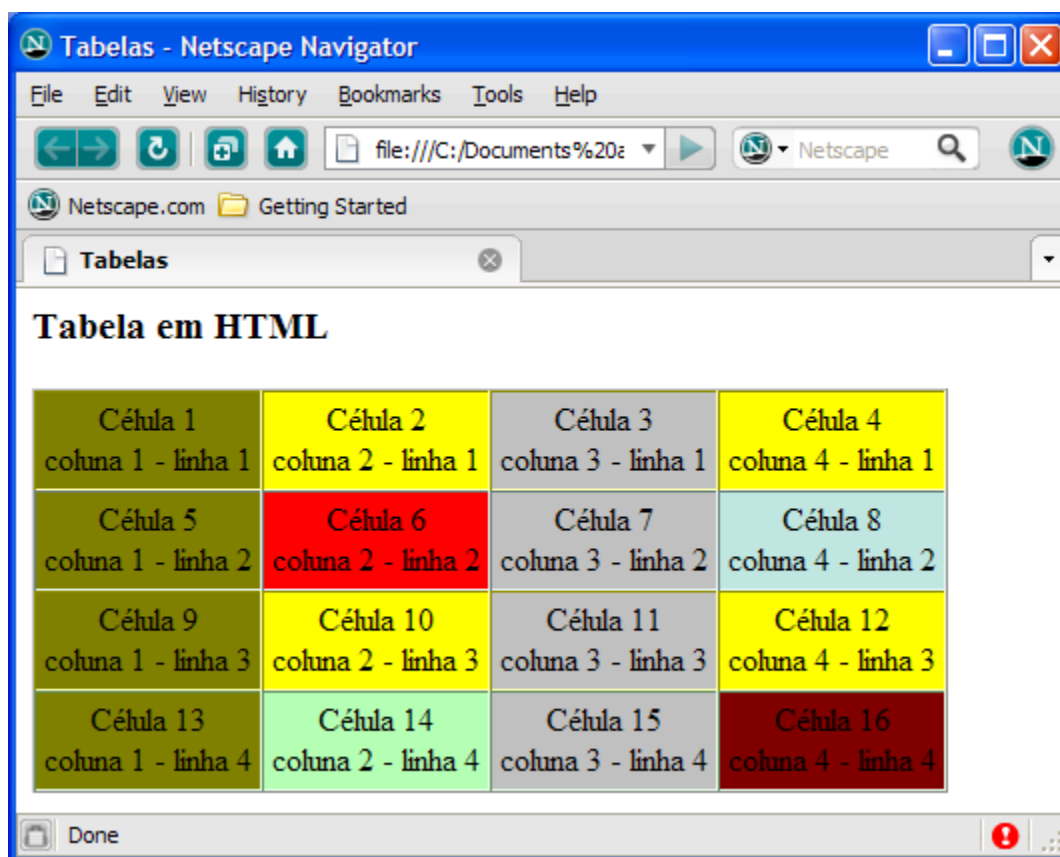 Tabelas - Netscape Navigator
File Edit View History Bookmarks Tools Help
file:///C:/Documents%20a Netscape
Netscape.com Getting Started
Tabelas
Tabela em HTML
Célula 1 Célula 2 Célula 3 Célula 4
coluna 1 - linha 1 coluna 2 - linha 1 coluna 3 - linha 1 coluna 4 - linha 1
Célula 5 Célula 6 Célula 7 Célula 8
coluna 1 - linha 2 coluna 2 - linha 2 coluna 3 - linha 2 coluna 4 - linha 2
Célula 9 Célula 10 Célula 11 Célula 12
coluna 1 - linha 3 coluna 2 - linha 3 coluna 3 - linha 3 coluna 4 - linha 3
Célula 13 Célula 14 Célula 15 Célula 16
coluna 1 - linha 4 coluna 2 - linha 4 coluna 3 - linha 4 coluna 4 - linha 4
Done